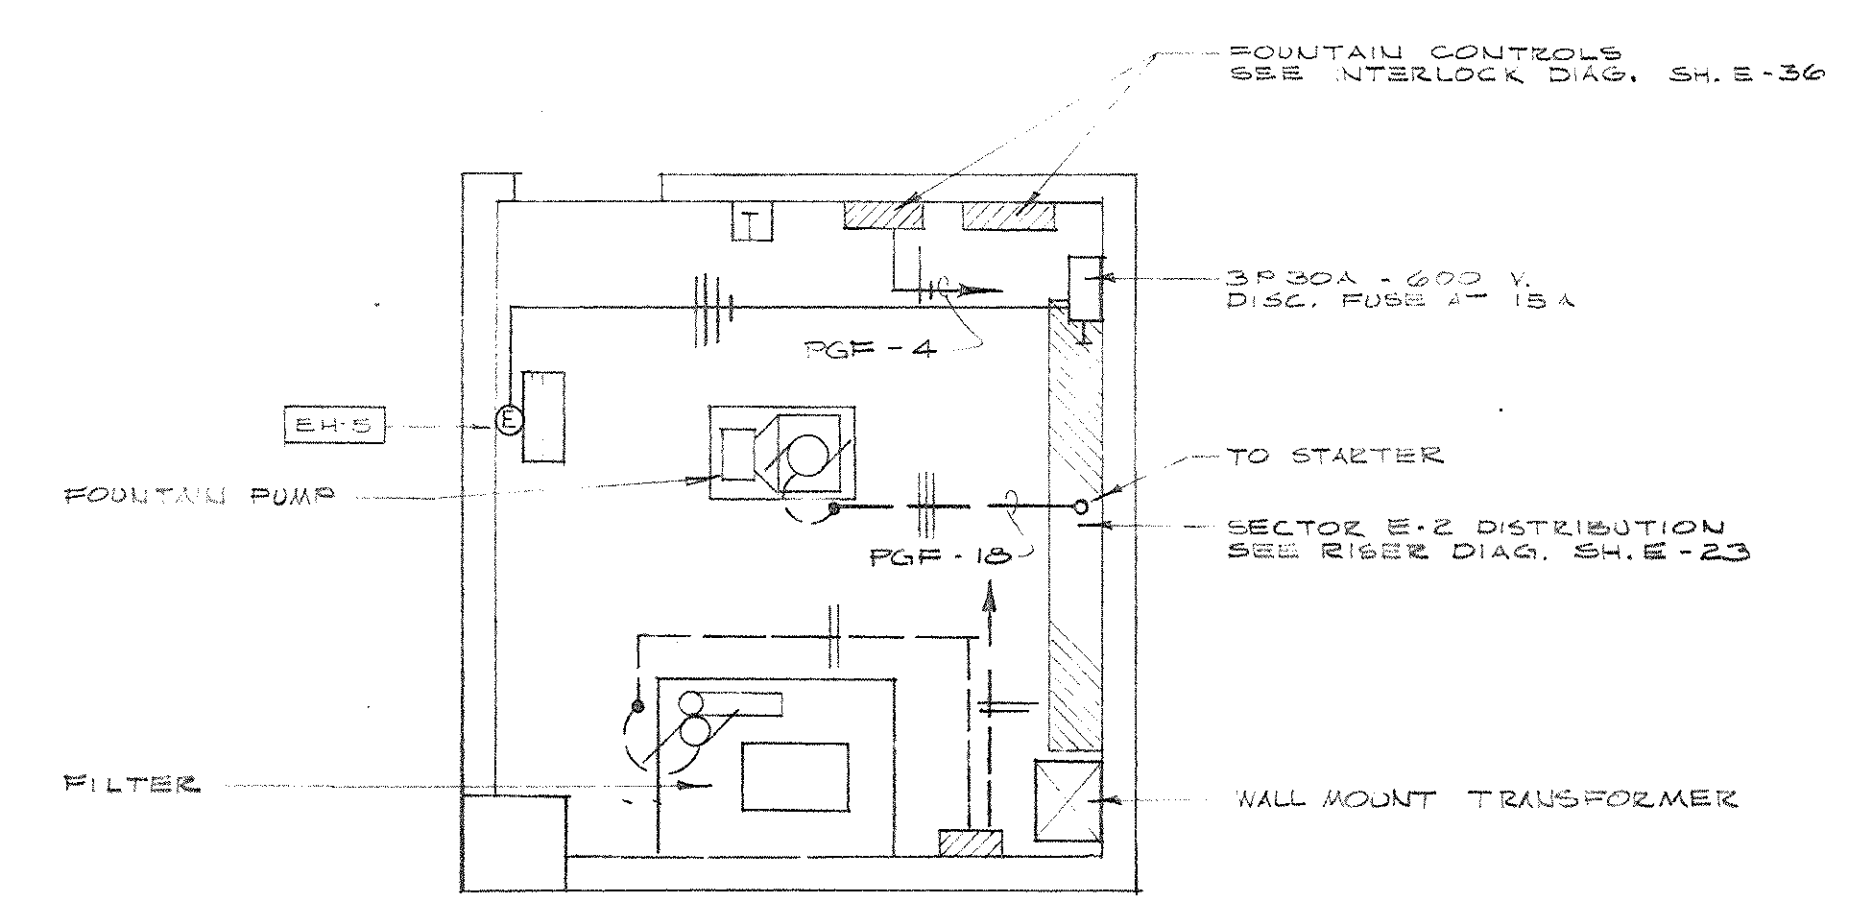 FOUNTAIN CONTROLS
SEE INTERLOCK DIAG. SH. E-36
T
3P 30A - 600 V.
DISC. FUSE AT 15A
PGF-4
EH-5
E
FOUNTAIN PUMP
TO STARTER
SECTOR E-2 DISTRIBUTION
SEE RISER DIAG. SH. E-23
PGF-18
FILTER
WALL MOUNT TRANSFORMER